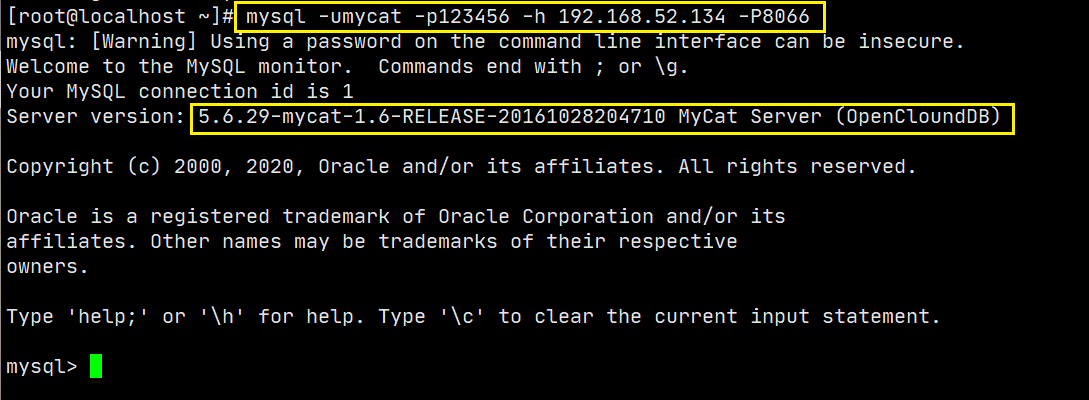 [root@localhost ~]# mysql -umycat -p123456 -h 192.168.52.134 -P8066
mysql: [Warning] Using a password on the command line interface can be insecure.
Welcome to the MySQL monitor.  Commands end with ; or \g.
Your MySQL connection id is 1
Server version: 5.6.29-mycat-1.6-RELEASE-20161028204710 MyCat Server (OpenCloundDB)
Copyright (c) 2000, 2020, Oracle and/or its affiliates. All rights reserved.
Oracle is a registered trademark of Oracle Corporation and/or its
affiliates. Other names may be trademarks of their respective
owners.
Type 'help;' or '\h' for help. Type '\c' to clear the current input statement.
mysql>